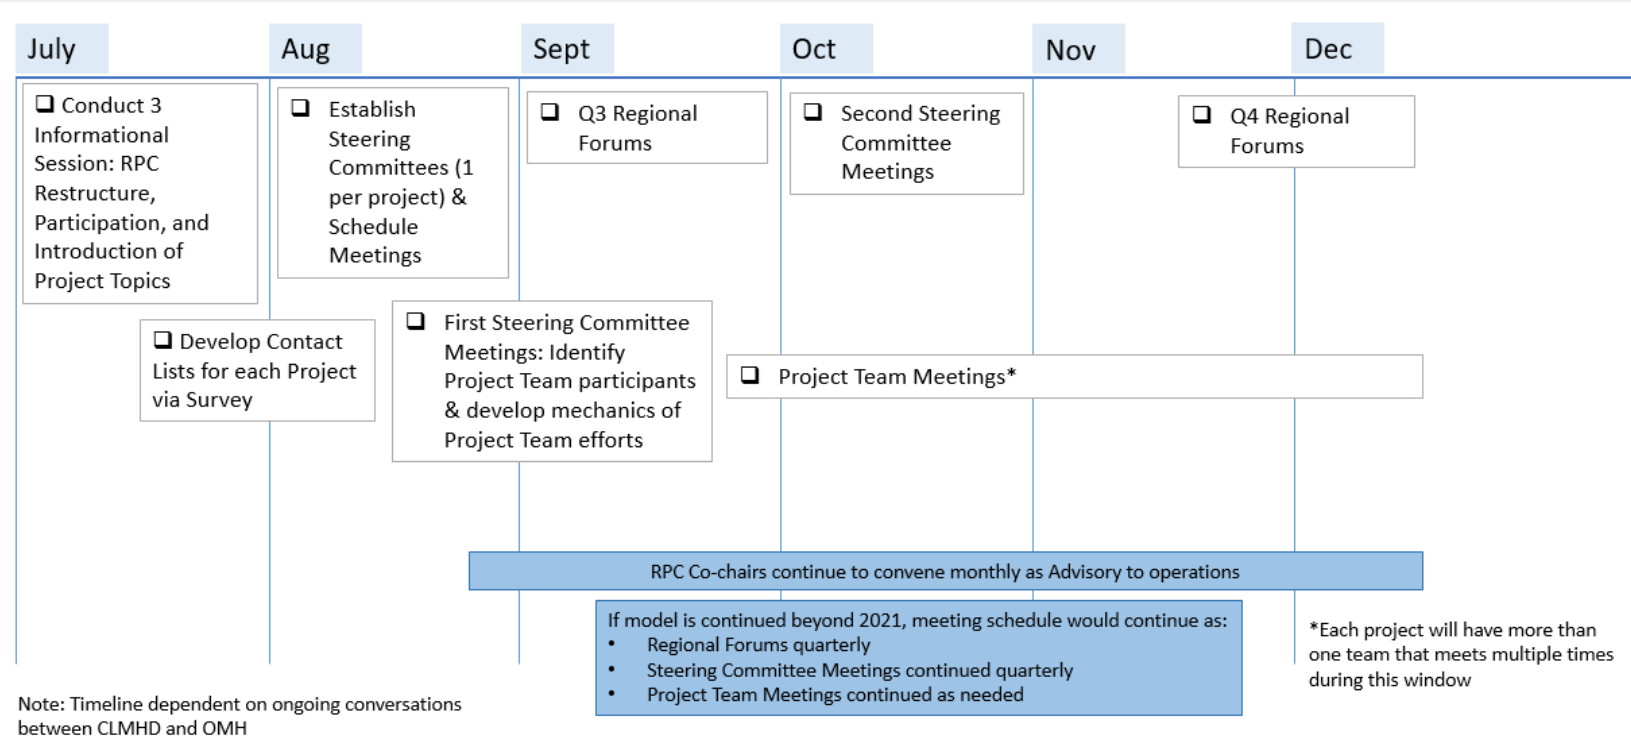 July
Aug
Sept
Oct
Nov
Dec
❑ Conduct 3
Informational
Session: RPC
Restructure,
Participation, and
Introduction of
Project Topics
❑ Establish
Steering
Committees (1
per project) &
Schedule
Meetings
❑ Q3 Regional
Forums
❑ Second Steering
Committee
Meetings
❑ Q4 Regional
Forums
❑ Develop Contact
Lists for each Project
via Survey
❑ First Steering Committee
Meetings: Identify
Project Team participants
& develop mechanics of
Project Team efforts
❑ Project Team Meetings*
RPC Co-chairs continue to convene monthly as Advisory to operations
If model is continued beyond 2021, meeting schedule would continue as:
• Regional Forums quarterly
• Steering Committee Meetings continued quarterly
• Project Team Meetings continued as needed
*Each project will have more than
one team that meets multiple times
during this window
Note: Timeline dependent on ongoing conversations
between CLMHD and OMH